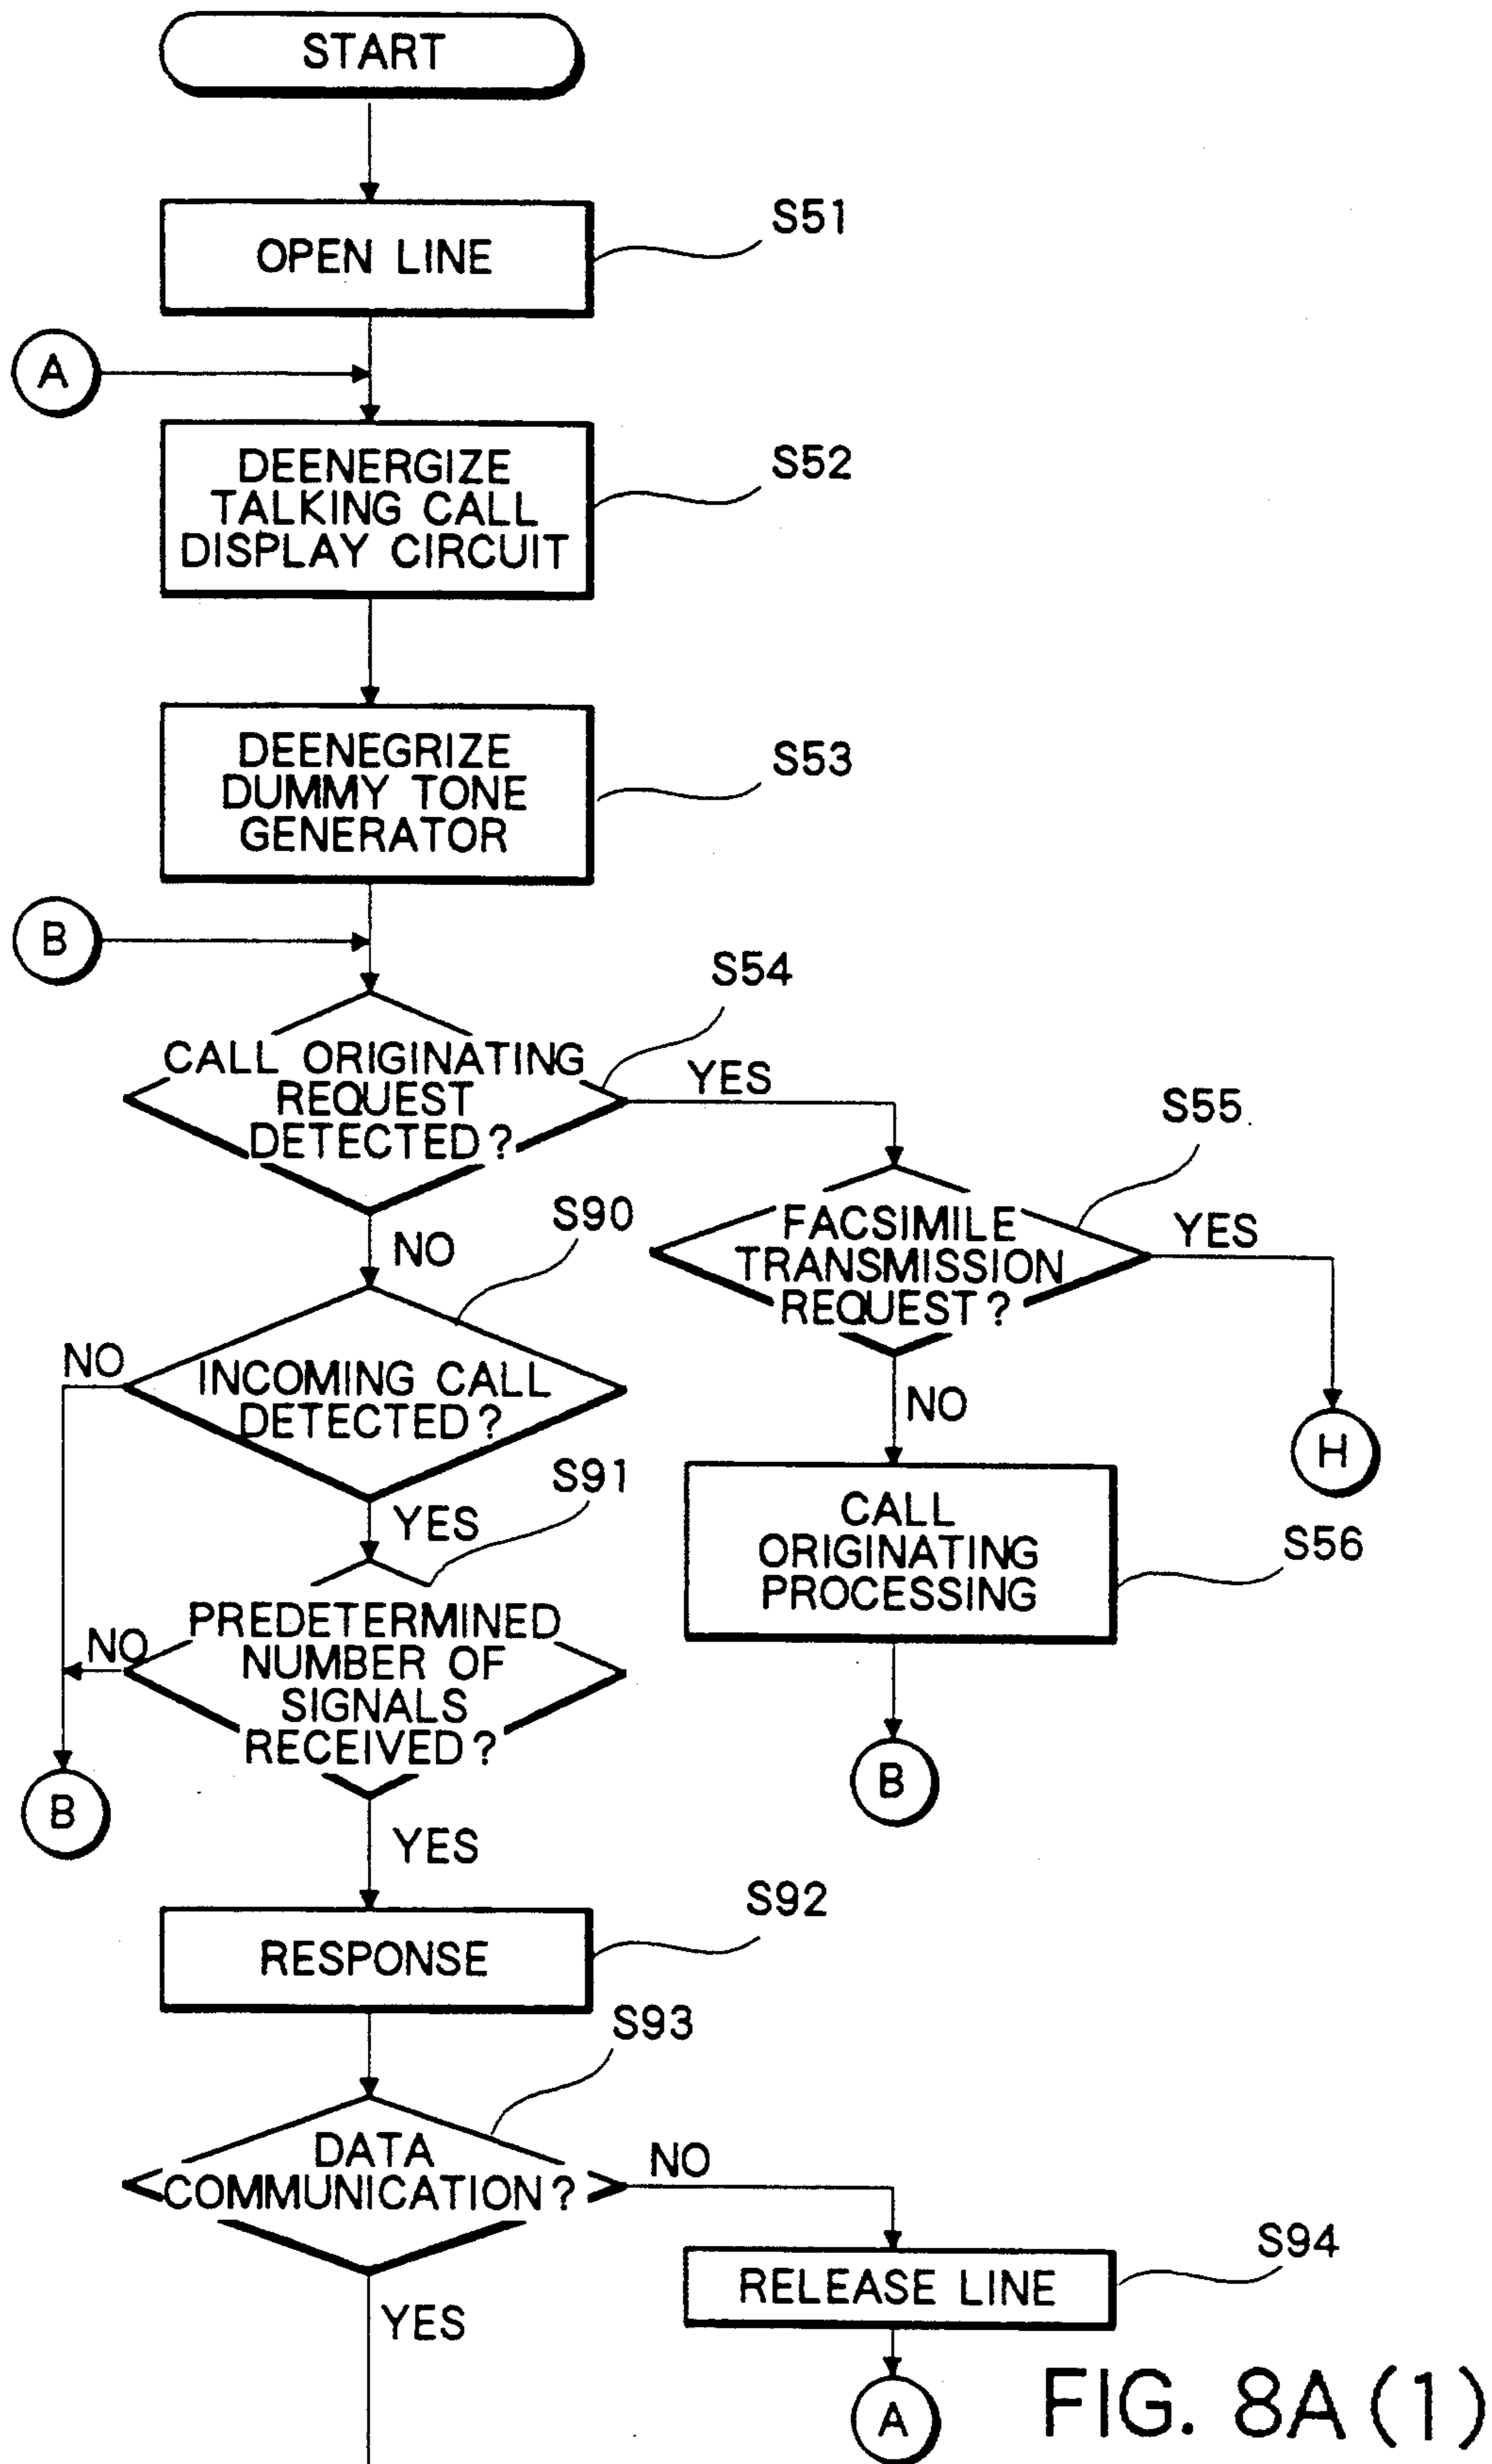 START
S51
OPEN LINE
A
S52
DEENERGIZE
TALKING CALL
DISPLAY CIRCUIT
S53
DEENEGRIZE
DUMMY TONE
GENERATOR
B
S54
CALL ORIGINATING
REQUEST
DETECTED?
YES
S55
NO
S90
FACSIMILE
TRANSMISSION
REQUEST?
YES
NO
INCOMING CALL
DETECTED?
NO
H
YES
S91
CALL
ORIGINATING
PROCESSING
S56
PREDETERMINED
NUMBER OF
SIGNALS
RECEIVED?
NO
B
B
YES
S92
RESPONSE
S93
DATA
COMMUNICATION?
NO
S94
RELEASE LINE
YES
A
FIG. 8A(1)